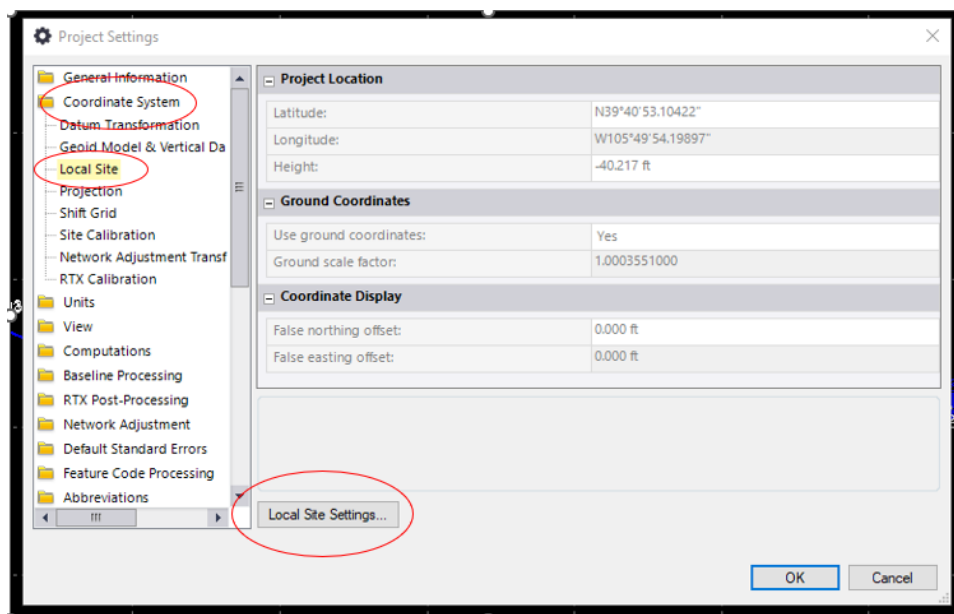 Project Settings
General Information
Coordinate System
Datum Transformation
Geoid Model & Vertical Da
Local Site
Projection
Shift Grid
Site Calibration
Network Adjustment Transf
RTX Calibration
Units
View
Computations
Baseline Processing
RTX Post-Processing
Network Adjustment
Default Standard Errors
Feature Code Processing
Abbreviations
Project Location
Latitude: N39°40'53.10422"
Longitude: W105°49'54.19897"
Height: -40.217 ft
Ground Coordinates
Use ground coordinates: Yes
Ground scale factor: 1.0003551000
Coordinate Display
False northing offset: 0.000 ft
False easting offset: 0.000 ft
Local Site Settings...
OK Cancel